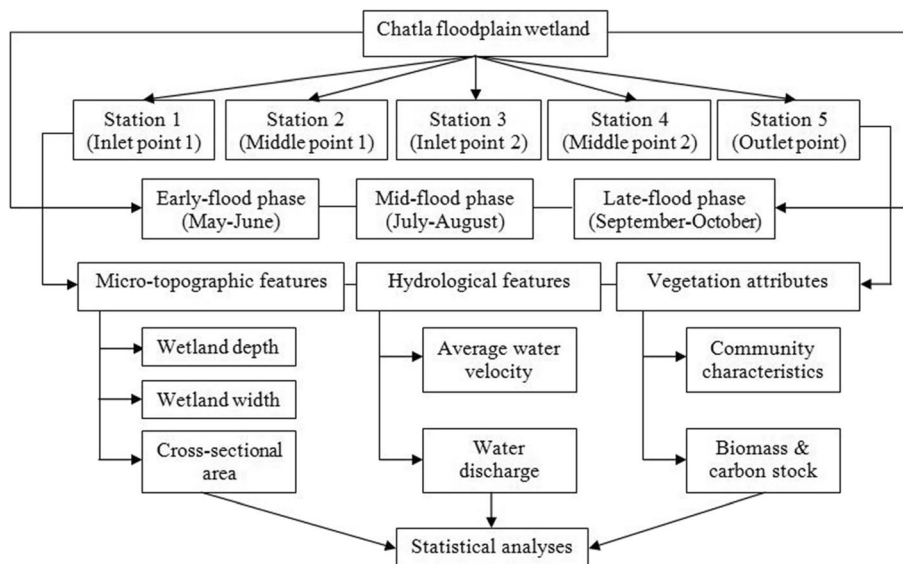 Chatla floodplain wetland
Station 1
(Inlet point 1)
Station 2
(Middle point 1)
Station 3
(Inlet point 2)
Station 4
(Middle point 2)
Station 5
(Outlet point)
Early-flood phase
(May-June)
Mid-flood phase
(July-August)
Late-flood phase
(September-October)
Micro-topographic features
Hydrological features
Vegetation attributes
Wetland depth
Wetland width
Cross-sectional
area
Average water
velocity
Water
discharge
Community
characteristics
Biomass &
carbon stock
Statistical analyses